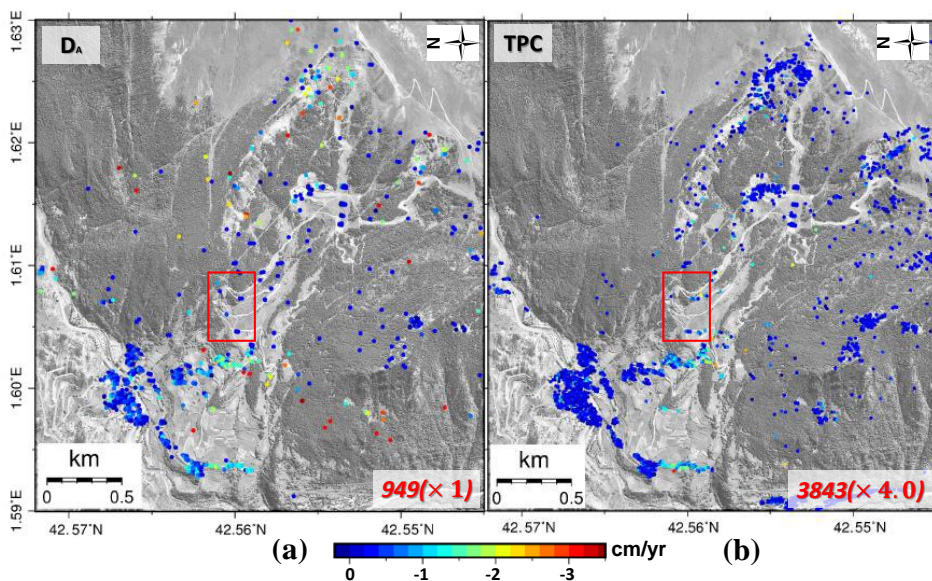 D_A
N
TPC
N
1.63°E
1.62°E
1.61°E
1.60°E
1.59°E
km
0 0.5
949(× 1)
km
0 0.5
3843(× 4.0)
42.57°N 42.56°N 42.55°N
42.57°N 42.56°N 42.55°N
(a)
cm/yr
(b)
0 -1 -2 -3